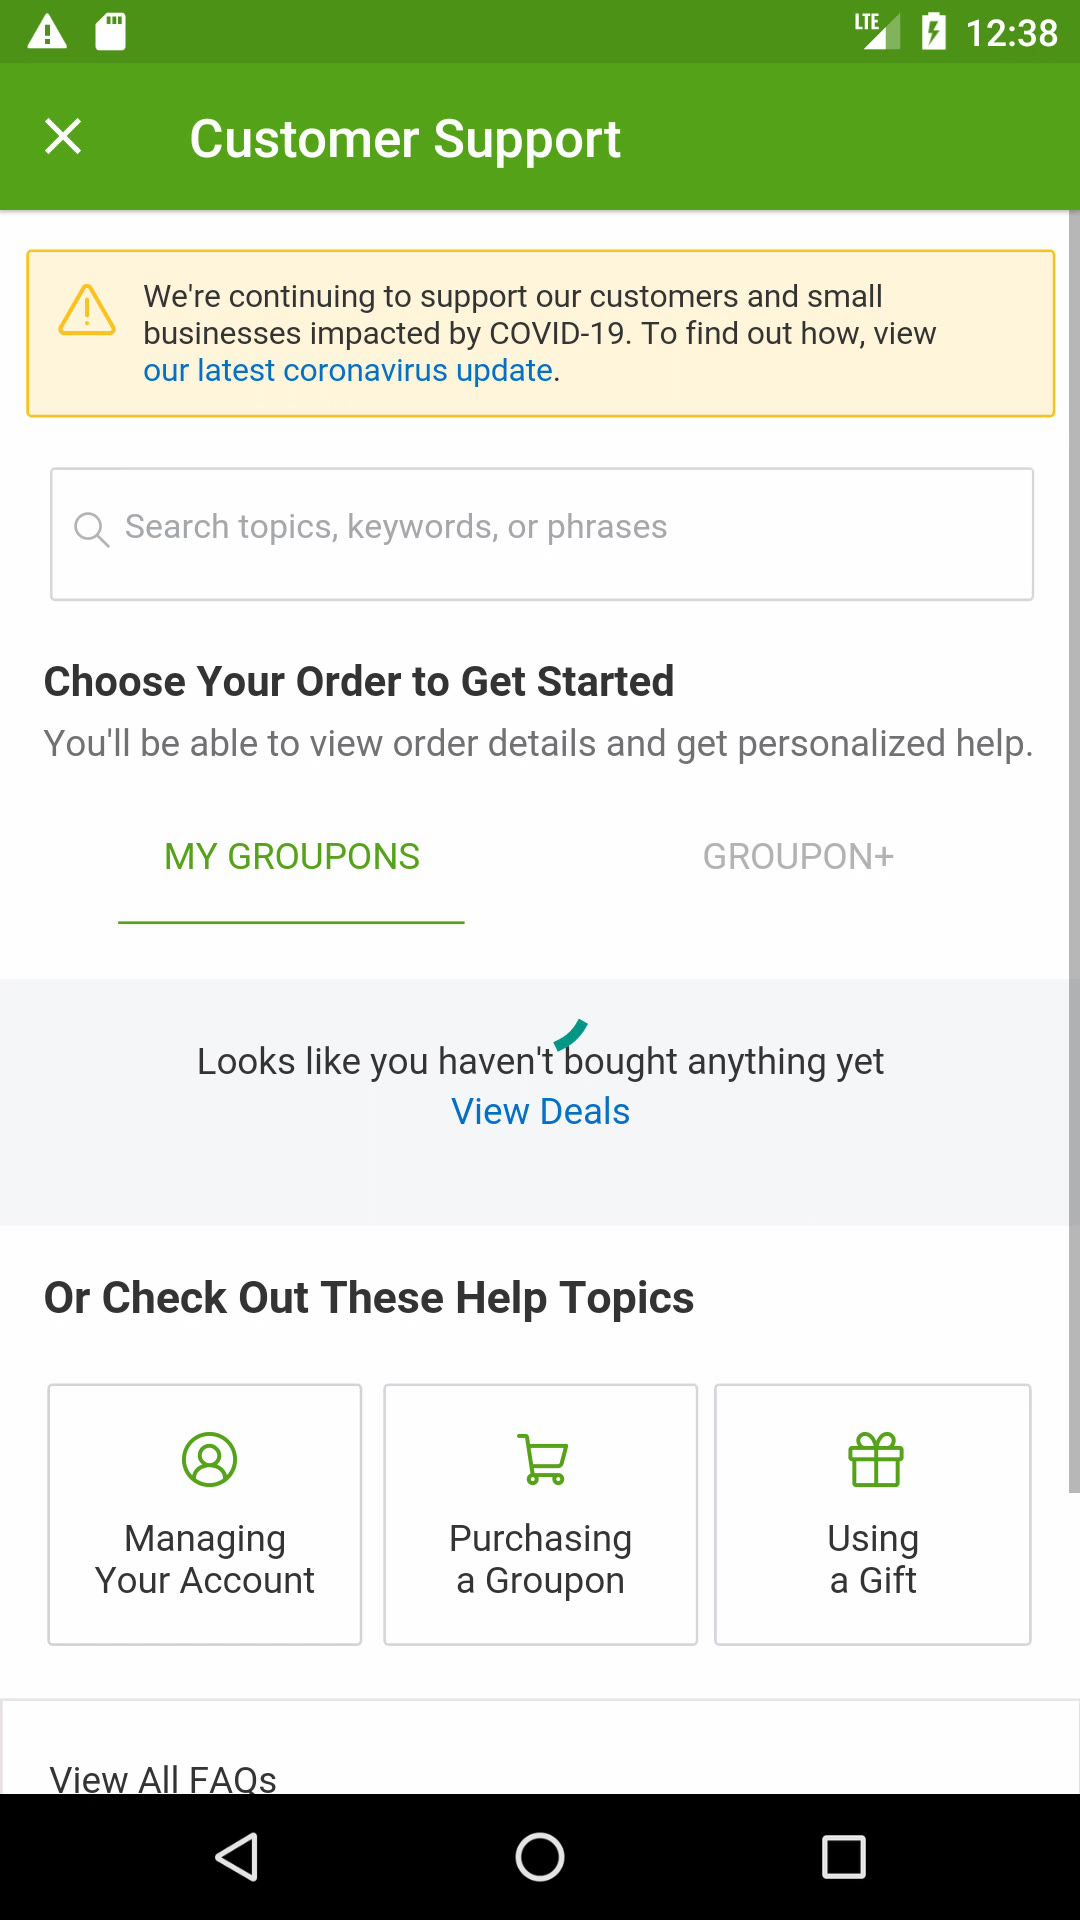 LTE 12:38
Customer Support
We're continuing to support our customers and small
businesses impacted by COVID-19. To find out how, view
our latest coronavirus update.
Search topics, keywords, or phrases
Choose Your Order to Get Started
You'll be able to view order details and get personalized help.
MY GROUPONS
GROUPON+
Looks like you haven't bought anything yet
View Deals
Or Check Out These Help Topics
Managing
Your Account
Purchasing
a Groupon
Using
a Gift
View All FAQs